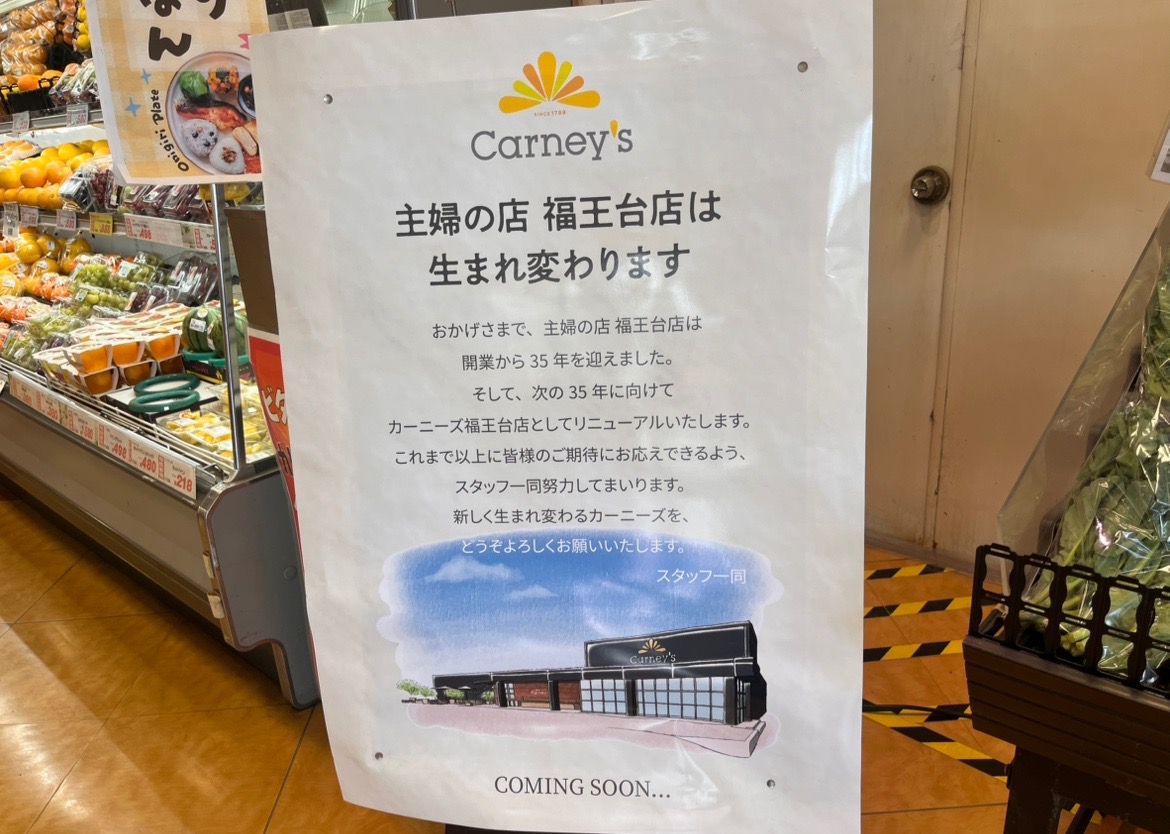 ん
Onigiri Plate
SINCE 1788
Carney's
主婦の店 福王台店は
生まれ変わります
おかげさまで、主婦の店 福王台店は
開業から 35 年を迎えました。
そして、次の 35 年に向けて
カーニーズ福王台店としてリニューアルいたします。
これまで以上に皆様のご期待にお応えできるよう、
スタッフ一同努力してまいります。
新しく生まれ変わるカーニーズを、
どうぞよろしくお願いいたします。
スタッフ一同
Carney's
COMING SOON...
498
480
218